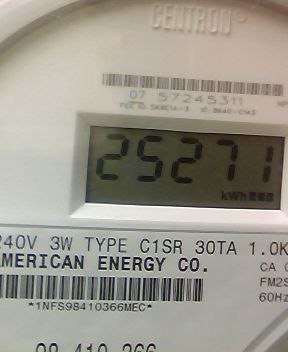 CENTRON
07 57245311
25271
kWh
240V 3W TYPE C1SR 30TA 1.0K
AMERICAN ENERGY CO.
CA
FM2S
60Hz
*1NFS98410366MEC*